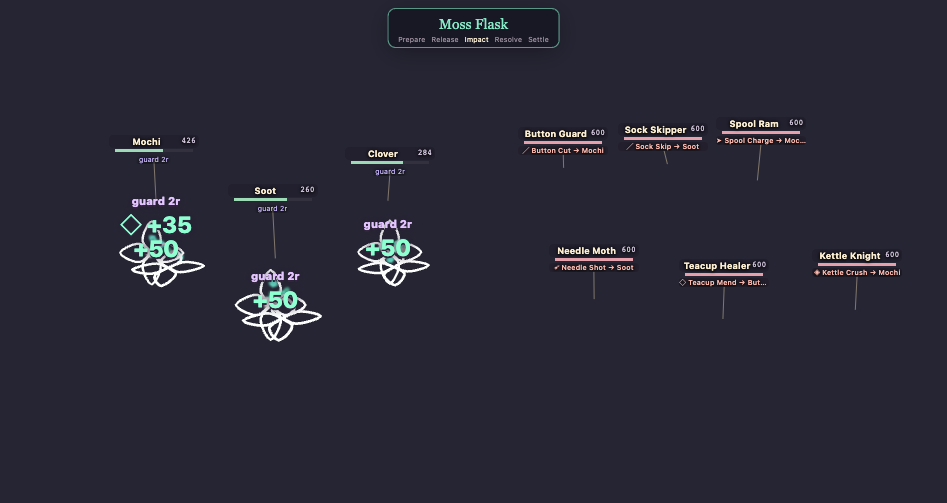 Moss Flask
Prepare Release Impact Resolve Settle
Mochi 426
guard 2r
guard 2r
+35
+50
Soot 260
guard 2r
guard 2r
+50
Clover 284
guard 2r
guard 2r
+50
Button Guard 600
Button Cut → Mochi
Sock Skipper 600
Sock Skip → Soot
Spool Ram 600
Spool Charge → Moc...
Needle Moth 600
Needle Shot → Soot
Teacup Healer 600
Teacup Mend → But...
Kettle Knight 600
Kettle Crush → Mochi